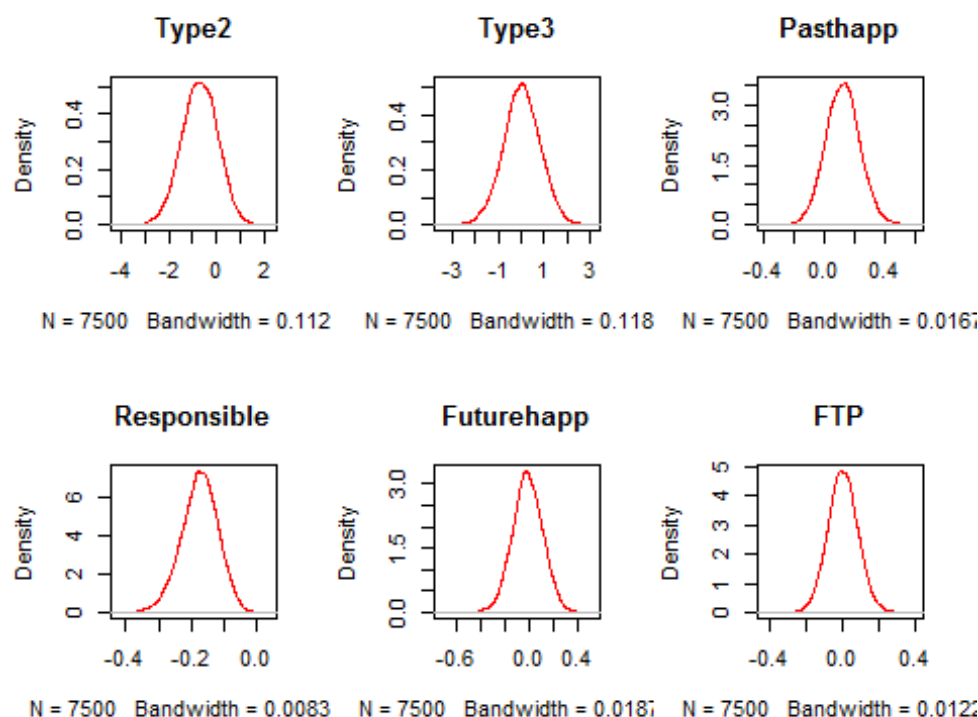 Type2 Type3 Pasthapp
Density 0.0 0.2 0.4 Density 0.0 0.2 0.4 Density 0.0 1.5 3.0
-4 -2 0 2 -3 -1 1 3 -0.4 0.0 0.4
N = 7500 Bandwidth = 0.112 N = 7500 Bandwidth = 0.118 N = 7500 Bandwidth = 0.0167
Responsible Futurehapp FTP
Density 0 2 4 6 Density 0.0 1.5 3.0 Density 0 1 2 3 4 5
-0.4 -0.2 0.0 -0.6 0.0 0.4 -0.4 0.0 0.4
N = 7500 Bandwidth = 0.0083 N = 7500 Bandwidth = 0.0187 N = 7500 Bandwidth = 0.0122